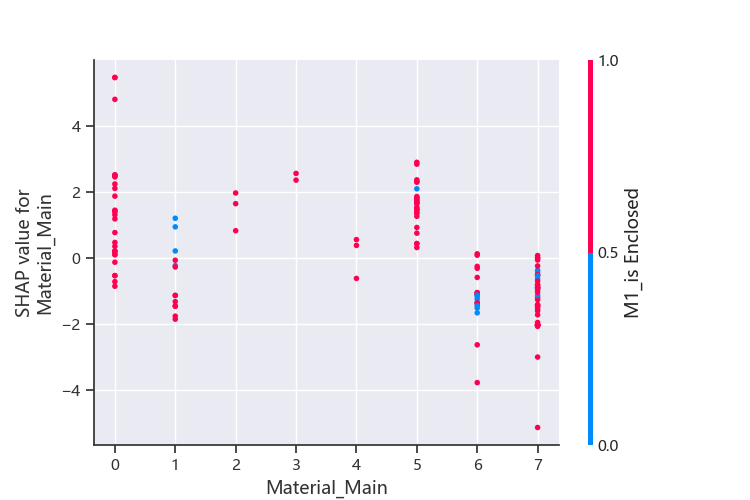 SHAP value for
Material_Main
4
2
0
−2
−4
0 1 2 3 4 5 6 7
Material_Main
1.0
0.5
0.0
M1_is Enclosed